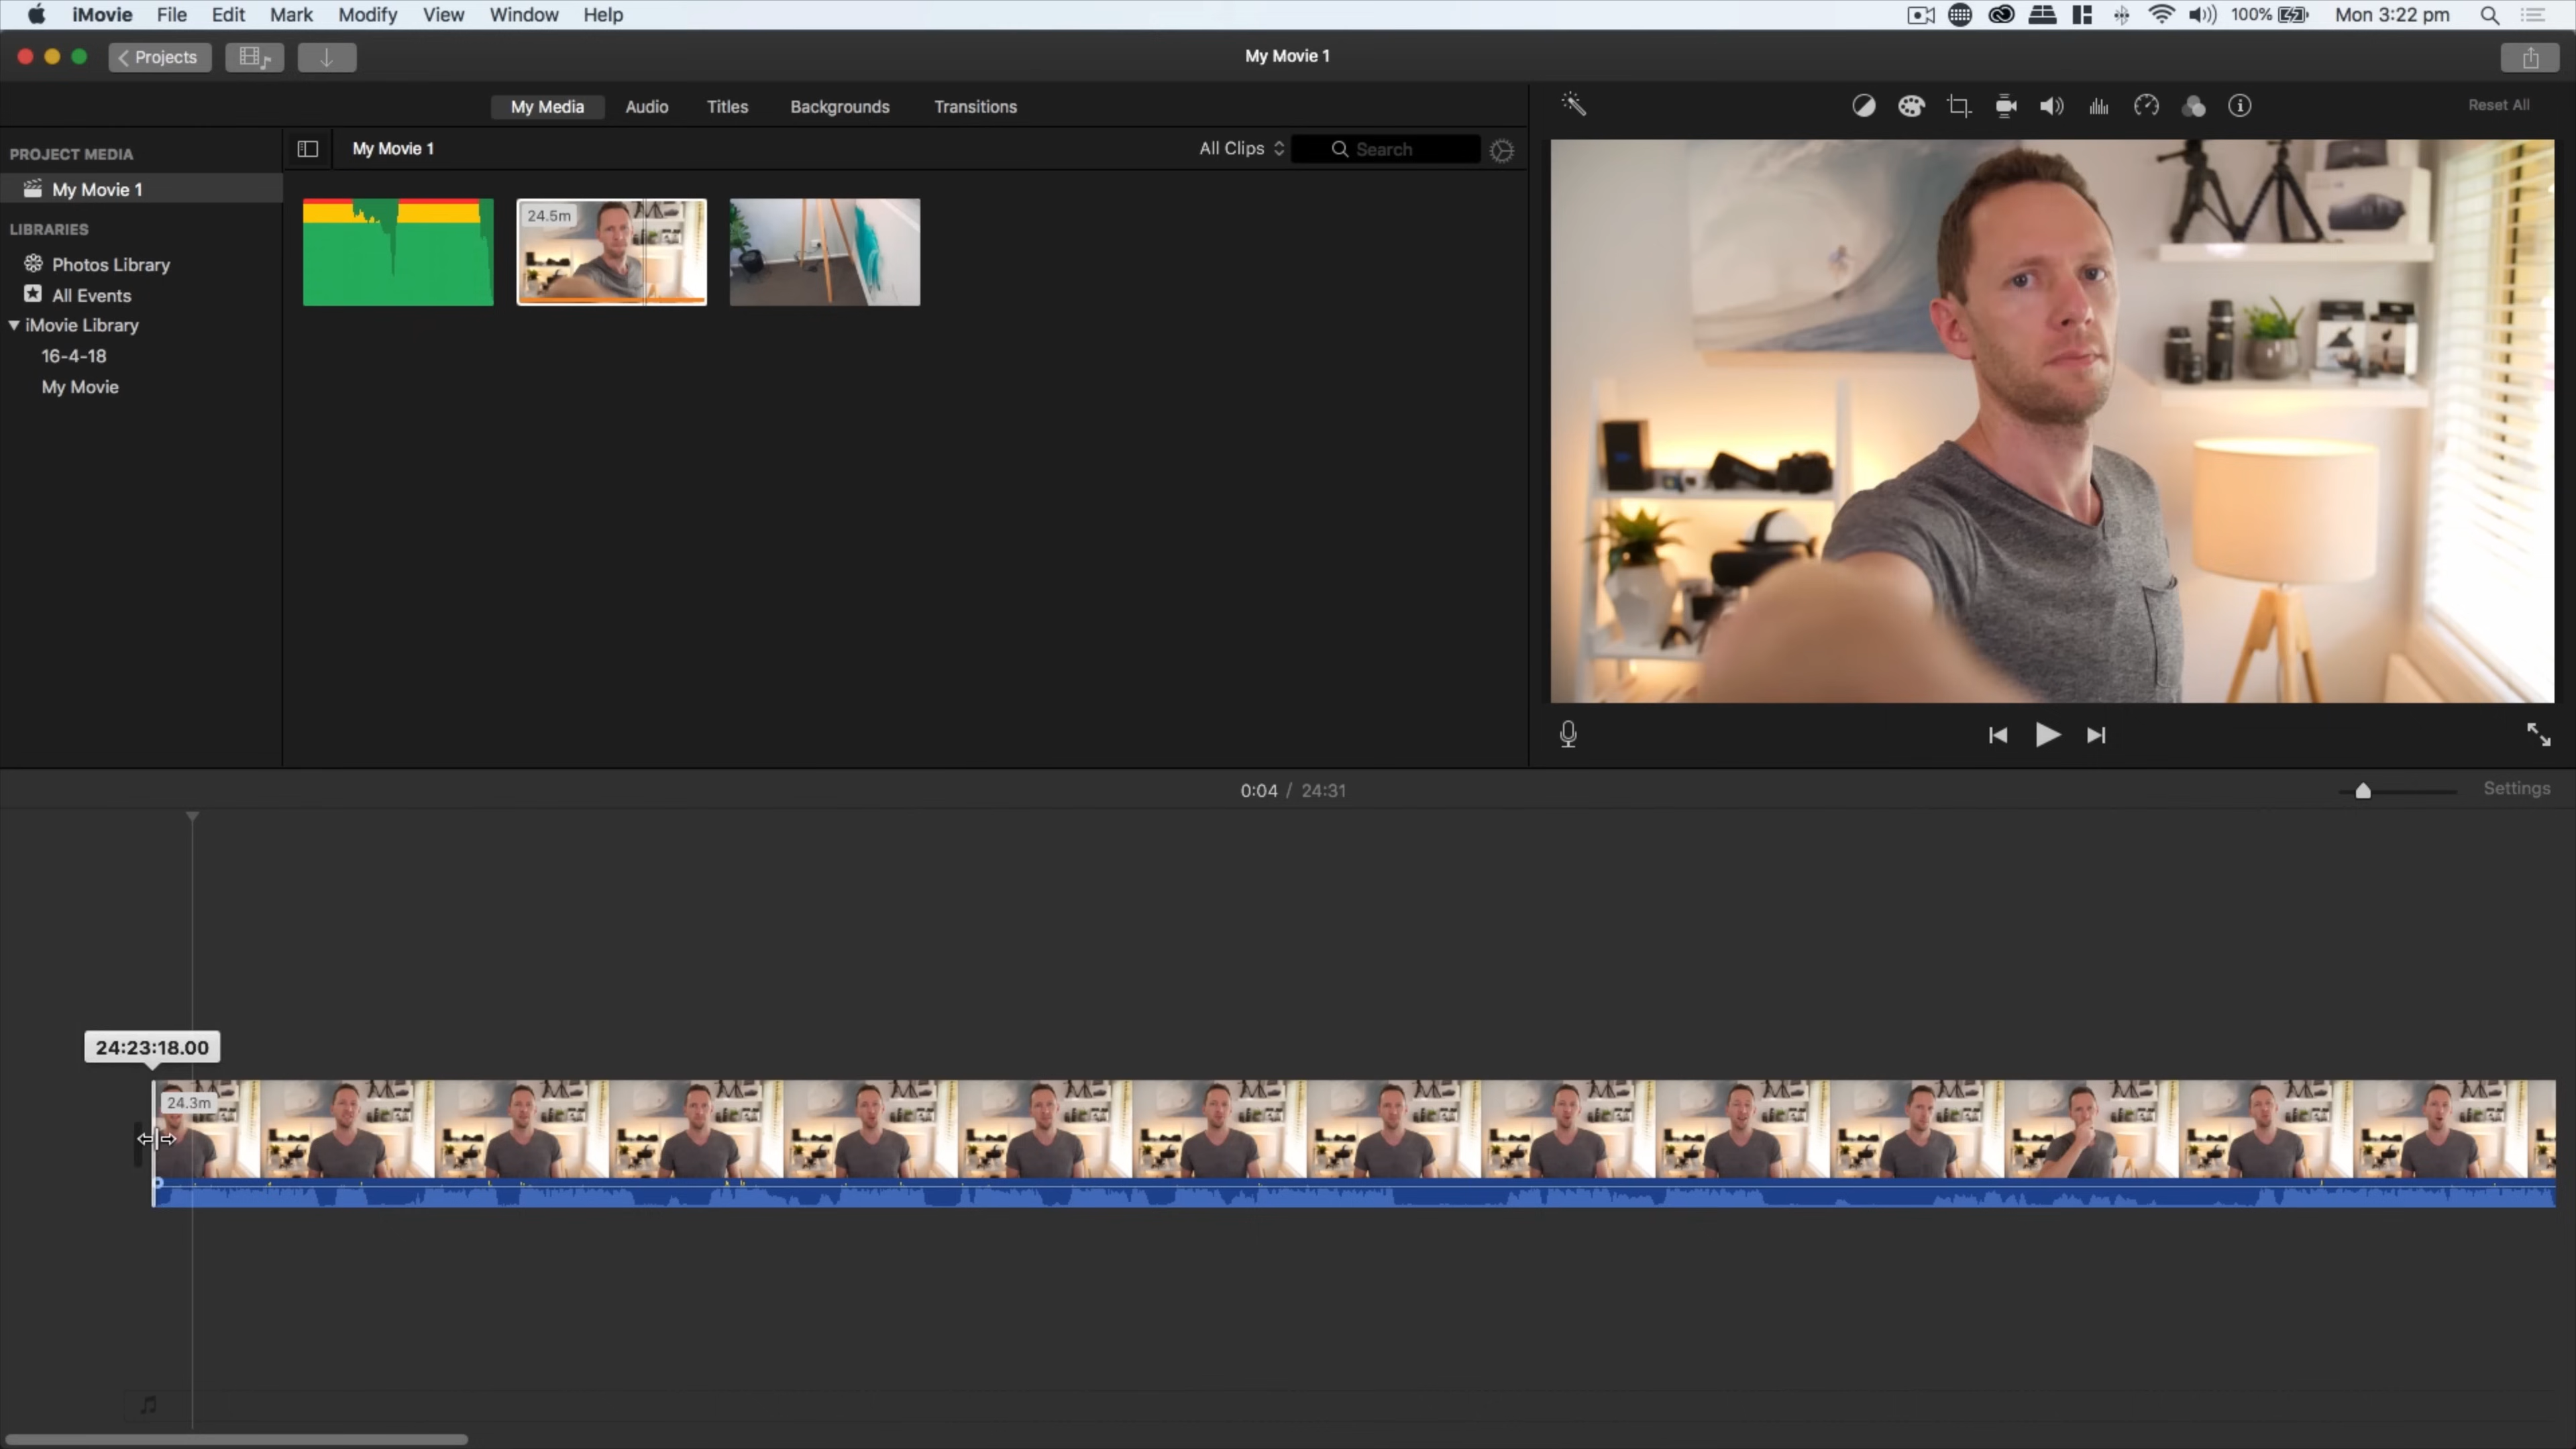 iMovie File Edit Mark Modify View Window Help 100% Mon 3:22 pm
Projects My Movie 1
My Media Audio Titles Backgrounds Transitions Reset All
PROJECT MEDIA
My Movie 1 All Clips Search
My Movie 1
LIBRARIES
Photos Library
All Events
iMovie Library
16-4-18
My Movie
24.5m
0:04 / 24:31 Settings
24:23:18.00
24.3m